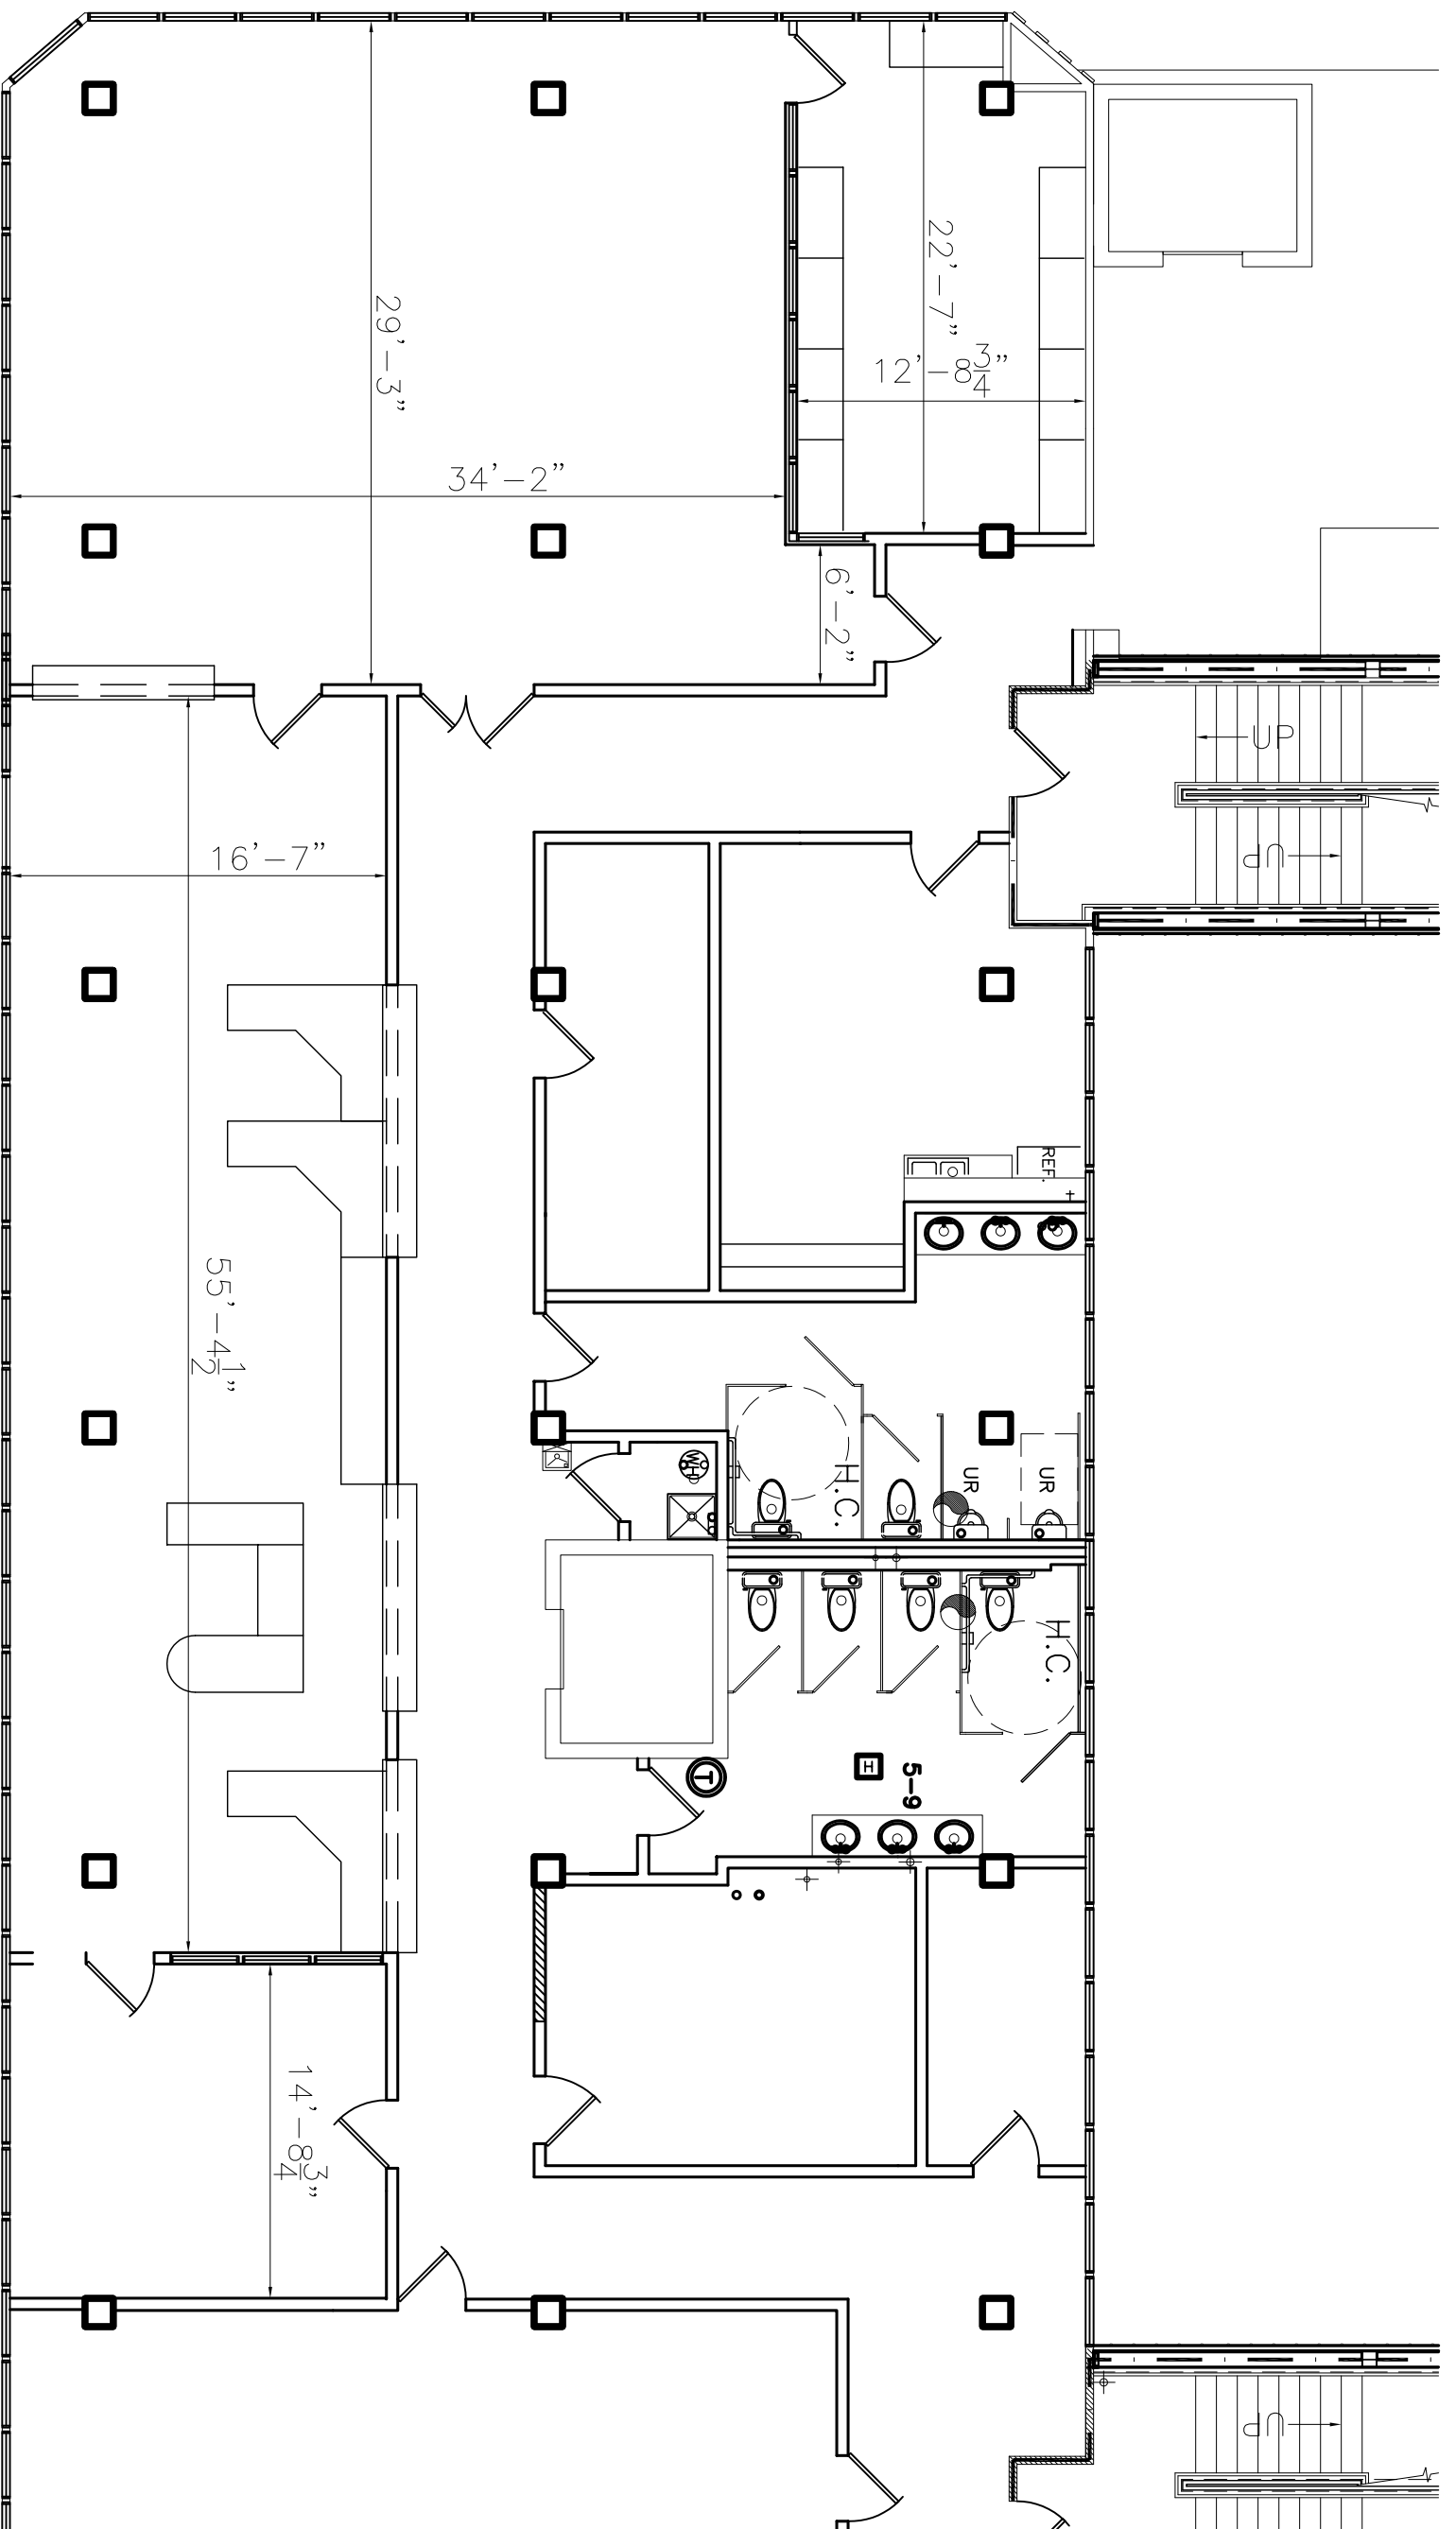 22'-7"
12'-8 3/4"
29'-3"
34'-2"
6'-2"
UP
UP
16'-7"
REF.
55'-4 1/2"
WH
H.C.
UR
UR
H.C.
T
H
5-9
14'-8 3/4"
UP